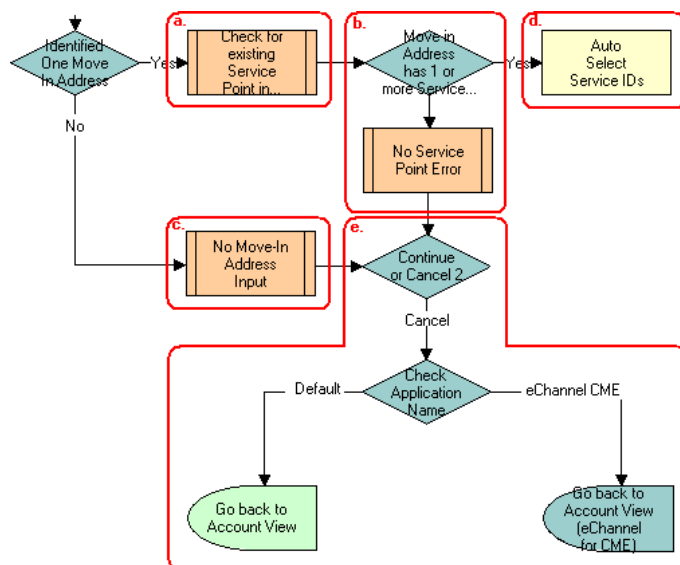 a.
b.
d.
Identified
One Move
In Address
Yes
Check for
existing
Service
Point in...
Move in
Address
has 1 or
more Service...
Yes
Auto
Select
Service IDs
No
No Service
Point Error
c.
e.
No Move-In
Address
Input
Continue
or Cancel 2
Cancel
Check
Application
Name
Default
eChannel CME
Go back to
Account View
Go back to
Account View
(eChannel
for CME)